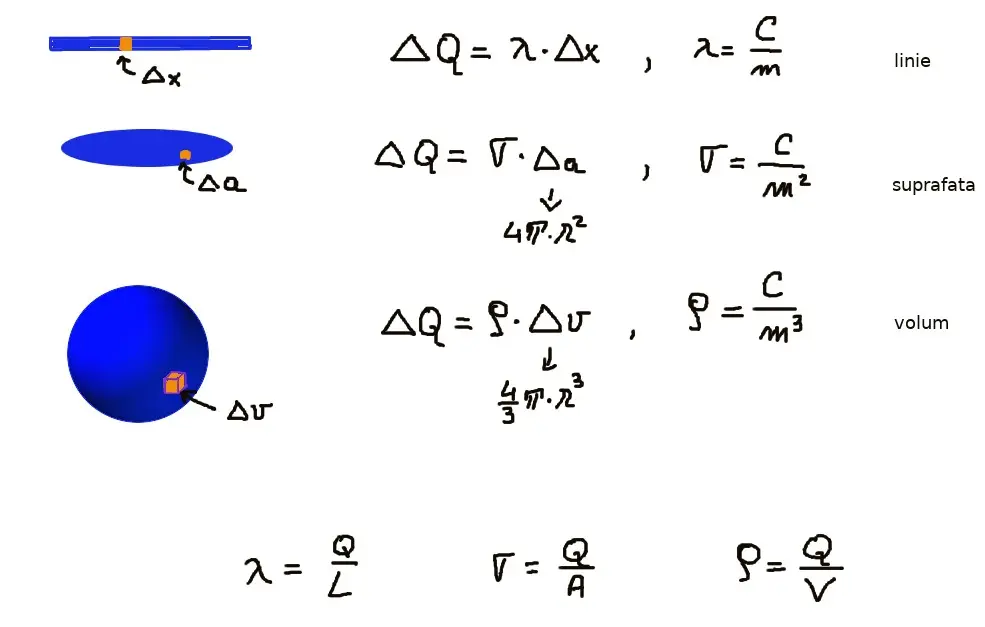 ΔQ = λ·Δx , λ = C/m linie
Δx
ΔQ = σ·Δa , σ = C/m² suprafata
Δa
4π·r²
ΔQ = ρ·Δv , ρ = C/m³ volum
4/3 π·r³
Δv
λ = Q/L σ = Q/A ρ = Q/V